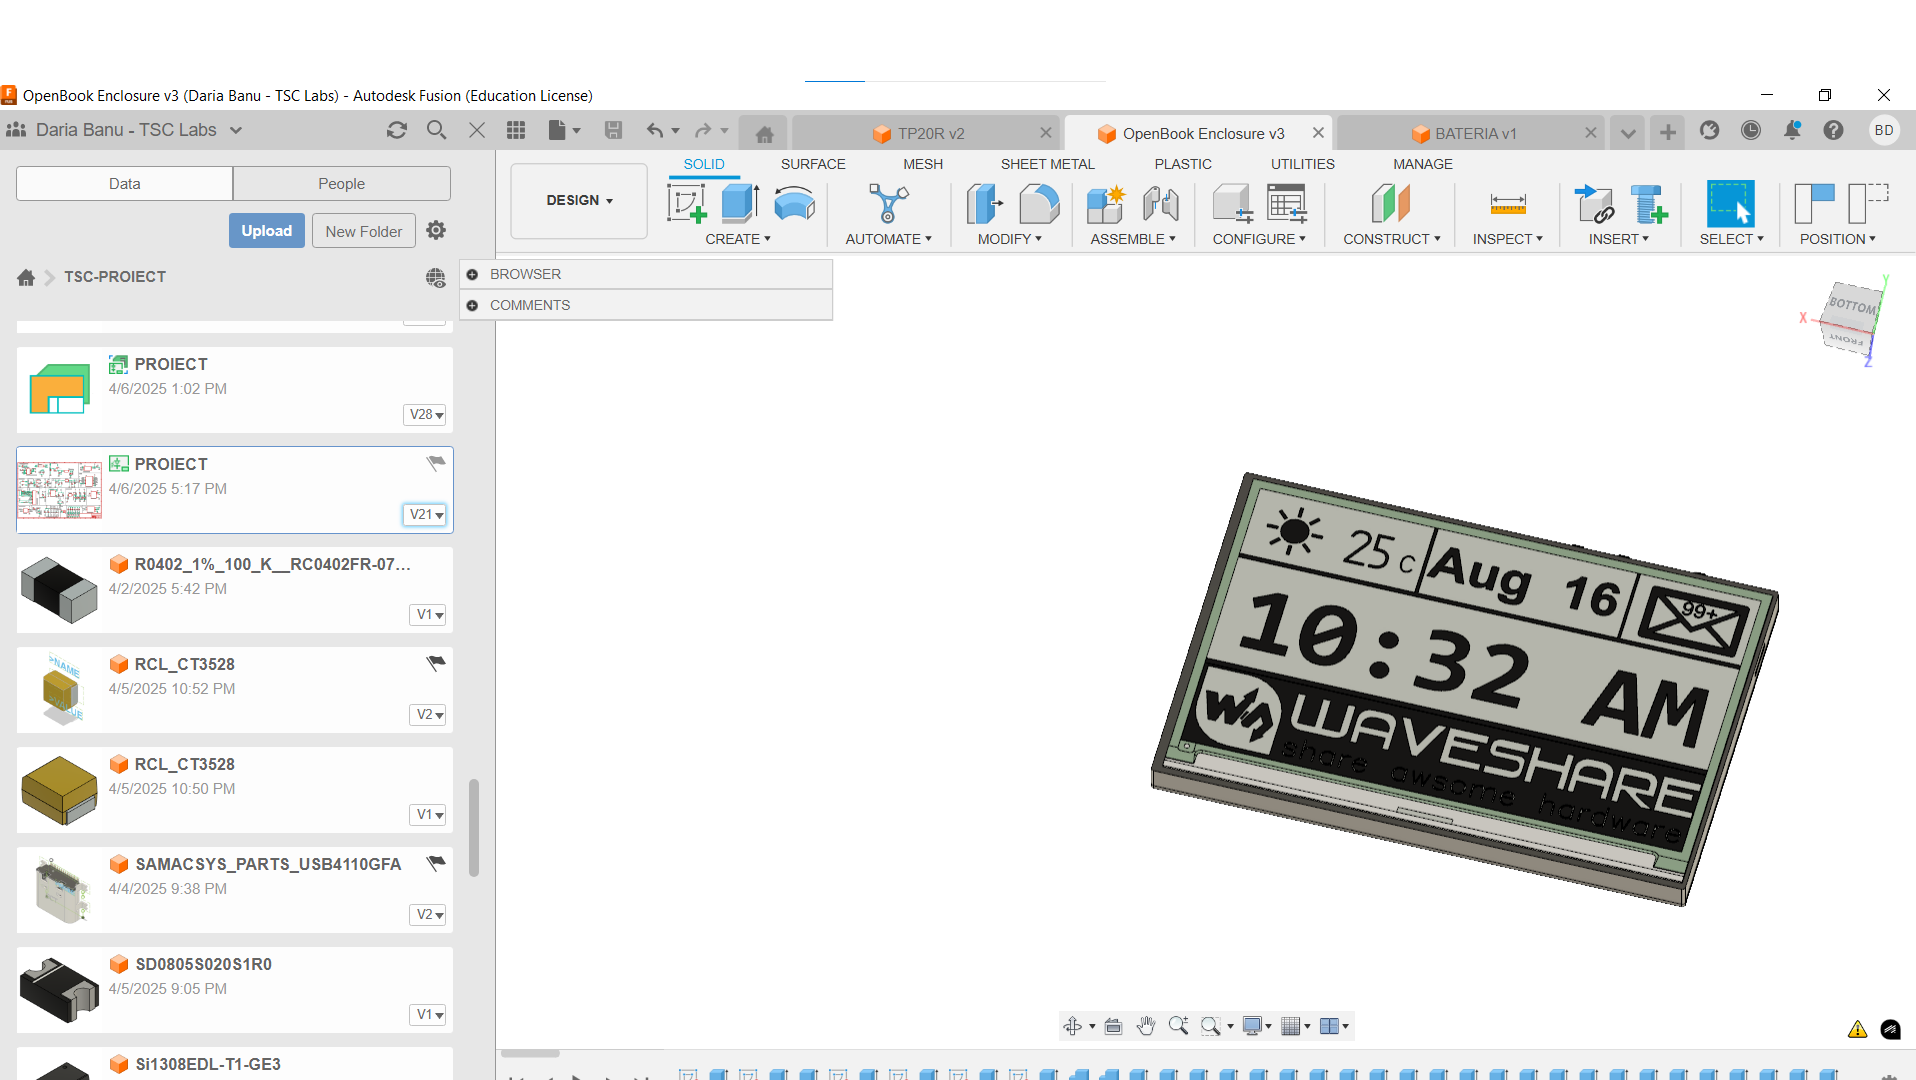 OpenBook Enclosure v3 (Daria Banu - TSC Labs) - Autodesk Fusion (Education License)
Daria Banu - TSC Labs
TP20R v2
OpenBook Enclosure v3
BATERIA v1
BD
Data
People
Upload
New Folder
TSC-PROIECT
DESIGN
SOLID
SURFACE
MESH
SHEET METAL
PLASTIC
UTILITIES
MANAGE
CREATE
AUTOMATE
MODIFY
ASSEMBLE
CONFIGURE
CONSTRUCT
INSPECT
INSERT
SELECT
POSITION
BROWSER
COMMENTS
BOTTOM
FRONT
X
Y
Z
PROIECT
4/6/2025 1:02 PM
V28
PROIECT
4/6/2025 5:17 PM
V21
R0402_1%_100_K__RC0402FR-07...
4/2/2025 5:42 PM
V1
>NAME
RCL_CT3528
4/5/2025 10:52 PM
V2
RCL_CT3528
4/5/2025 10:50 PM
V1
SAMACSYS_PARTS_USB4110GFA
4/4/2025 9:38 PM
V2
SD0805S020S1R0
4/5/2025 9:05 PM
V1
Si1308EDL-T1-GE3
25 c
Aug 16
99+
10:32 AM
WAVESHARE
share awsome hardware